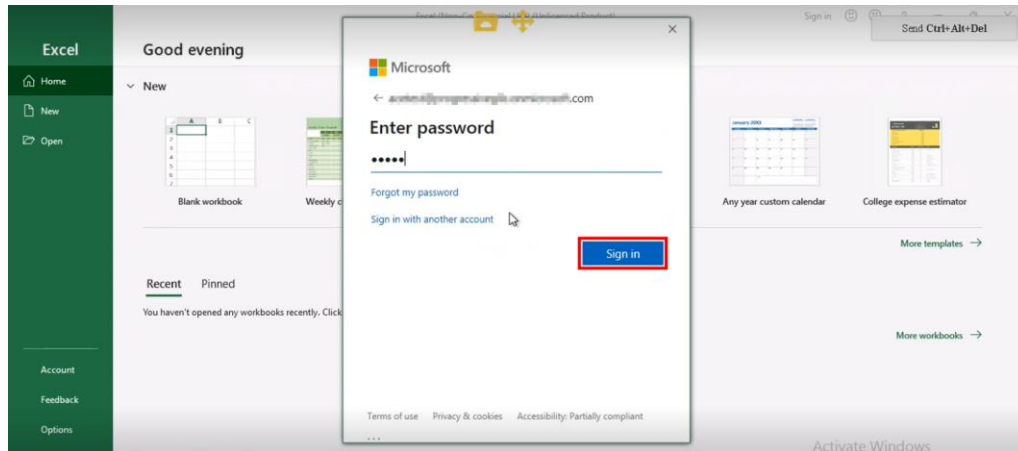 Sign in
Send Ctrl+Alt+Del
Excel
Good evening
Home
New
New
Open
Blank workbook
Weekly
Any year custom calendar
College expense estimator
More templates
Recent
Pinned
You haven't opened any workbooks recently. Click
More workbooks
Account
Feedback
Options
Microsoft
.com
Enter password
Forgot my password
Sign in with another account
Sign in
Terms of use
Privacy & cookies
Accessibility: Partially compliant
Activate Windows